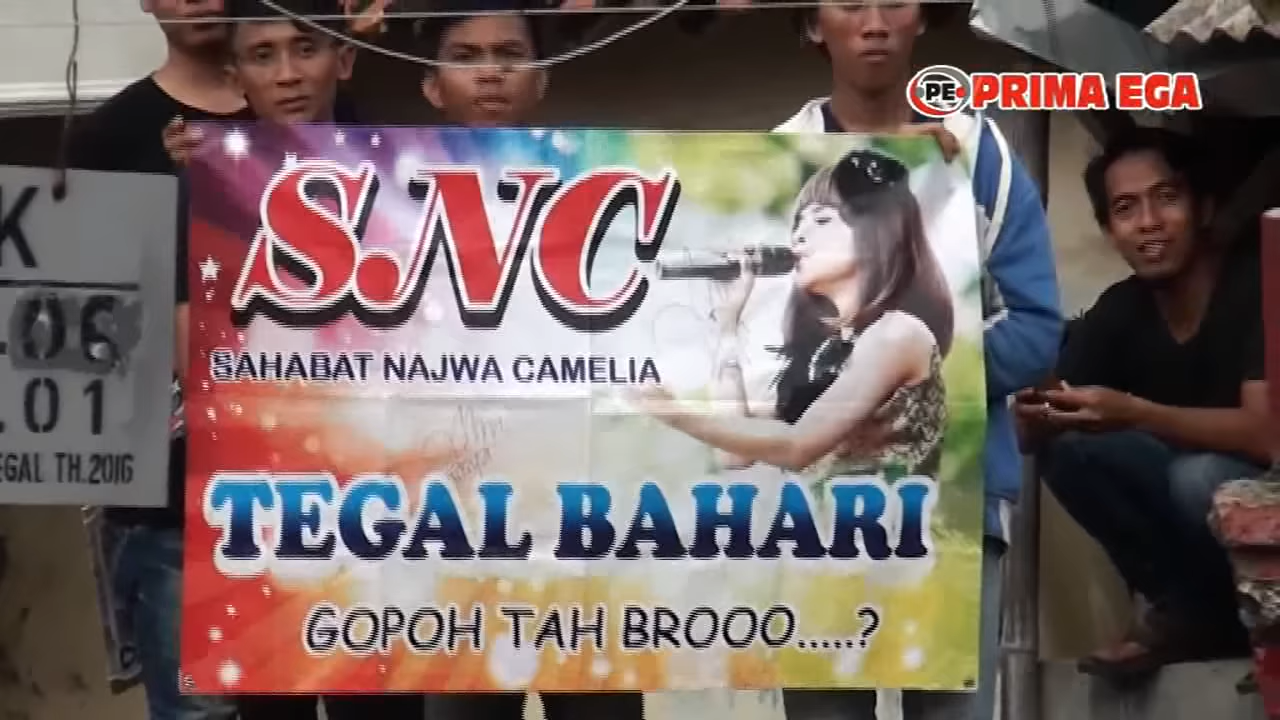 PE PRIMA EGA
S.NC
SAHABAT NAJWA CAMELIA
TEGAL BAHARI
GOPOH TAH BROOO.....?
K
.06
.01
EGAL TH.2016